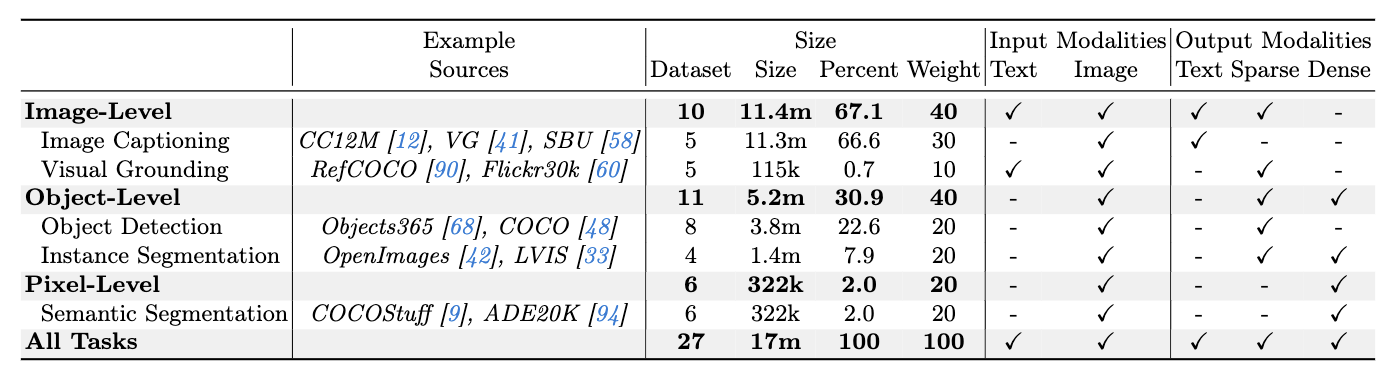 Example Size Input Modalities Output Modalities
Sources Dataset Size Percent Weight Text Image Text Sparse Dense
Image-Level 10 11.4m 67.1 40 ✓ ✓ ✓ ✓ -
Image Captioning CC12M [12], VG [41], SBU [58] 5 11.3m 66.6 30 - ✓ ✓ - -
Visual Grounding RefCOCO [90], Flickr30k [60] 5 115k 0.7 10 ✓ ✓ - ✓ -
Object-Level 11 5.2m 30.9 40 - ✓ - ✓ ✓
Object Detection Objects365 [68], COCO [48] 8 3.8m 22.6 20 - ✓ - ✓ -
Instance Segmentation OpenImages [42], LVIS [33] 4 1.4m 7.9 20 - ✓ - ✓ ✓
Pixel-Level 6 322k 2.0 20 - ✓ - - ✓
Semantic Segmentation COCOStuff [9], ADE20K [94] 6 322k 2.0 20 - ✓ - - ✓
All Tasks 27 17m 100 100 ✓ ✓ ✓ ✓ ✓